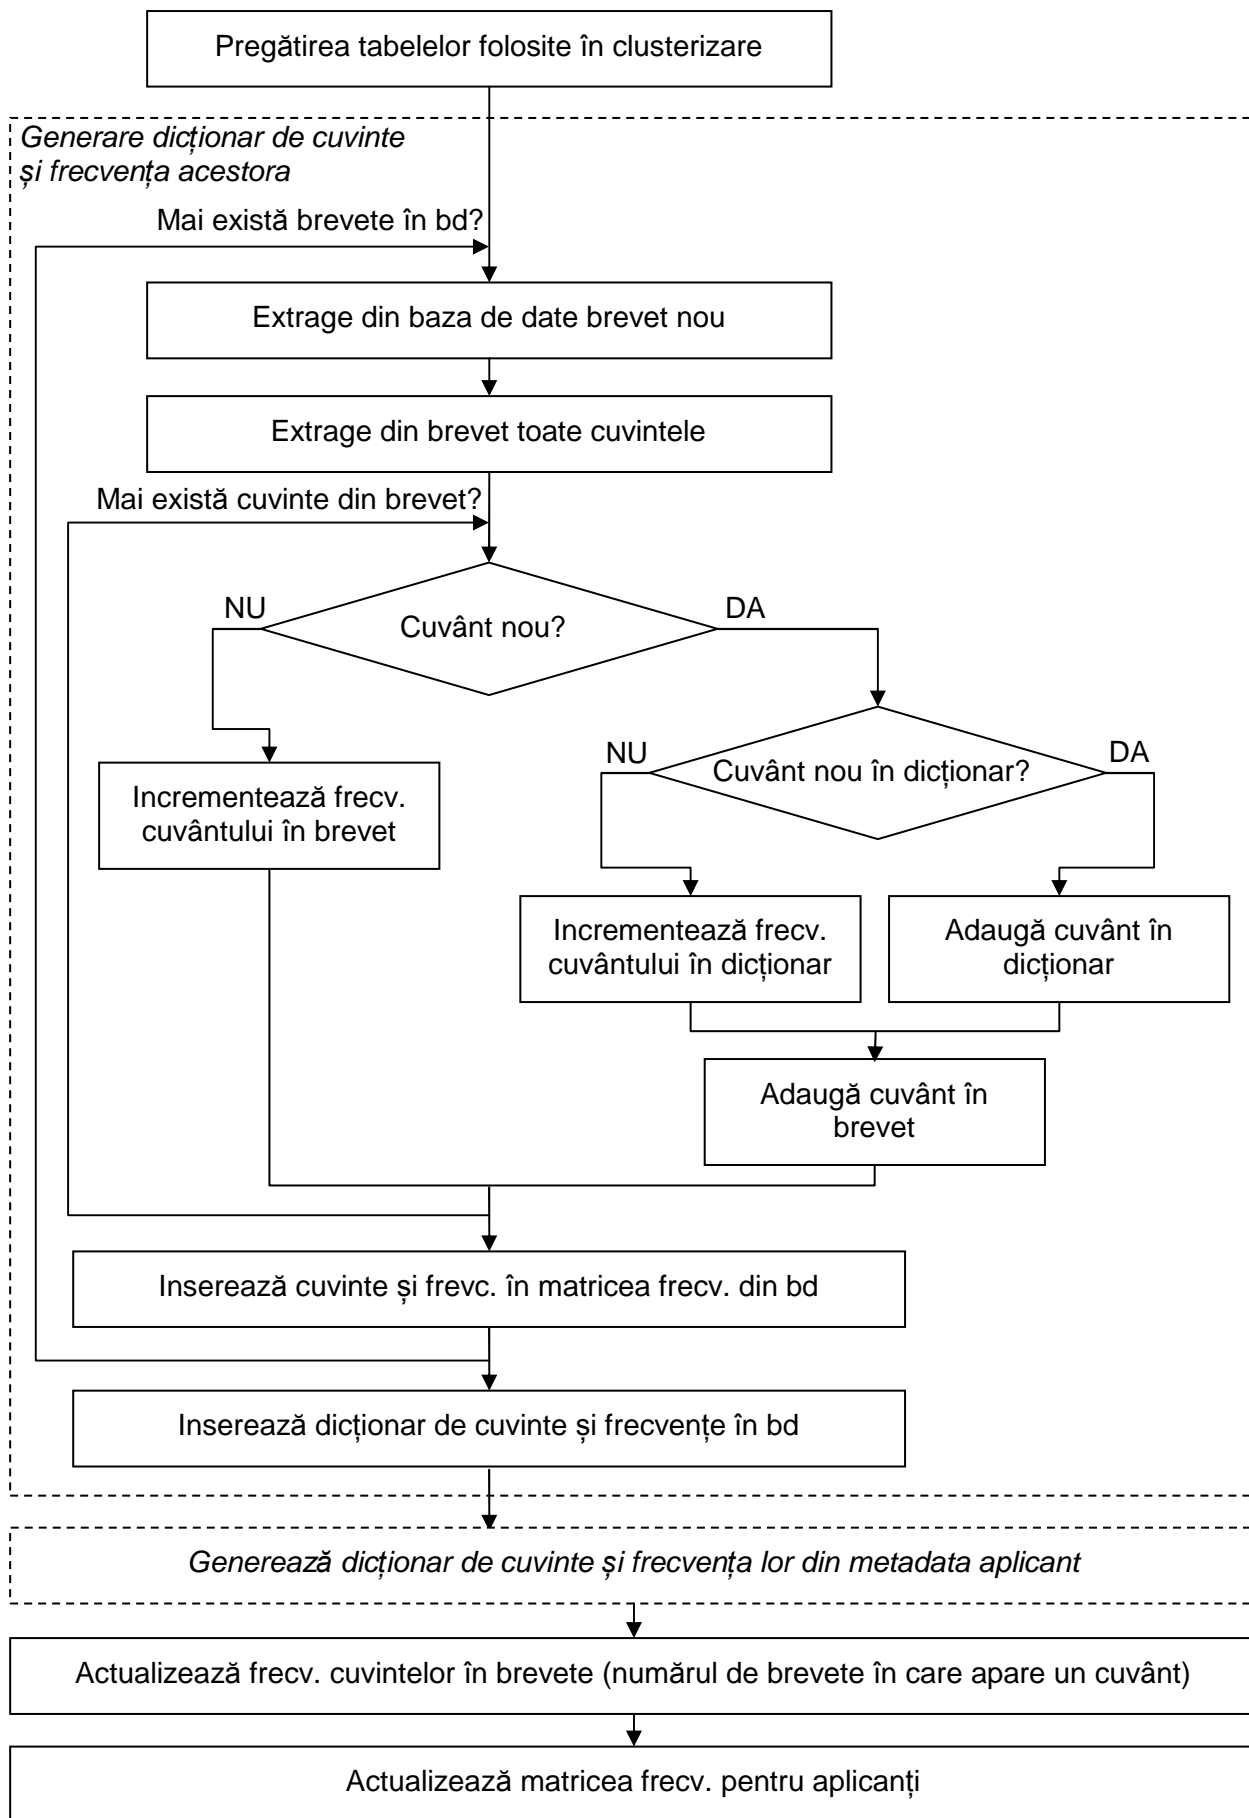 Pregătirea tabelelor folosite în clusterizare
Generare dicționar de cuvinte
și frecvența acestora
Mai există brevete în bd?
Extrage din baza de date brevet nou
Extrage din brevet toate cuvintele
Mai există cuvinte din brevet?
NU
DA
Cuvânt nou?
NU
DA
Cuvânt nou în dicționar?
Incrementează frecv.
cuvântului în brevet
Incrementează frecv.
cuvântului în dicționar
Adaugă cuvânt în
dicționar
Adaugă cuvânt în
brevet
Inserează cuvinte și frevc. în matricea frecv. din bd
Inserează dicționar de cuvinte și frecvențe în bd
Generează dicționar de cuvinte și frecvența lor din metadata aplicant
Actualizează frecv. cuvintelor în brevete (numărul de brevete în care apare un cuvânt)
Actualizează matricea frecv. pentru aplicanți